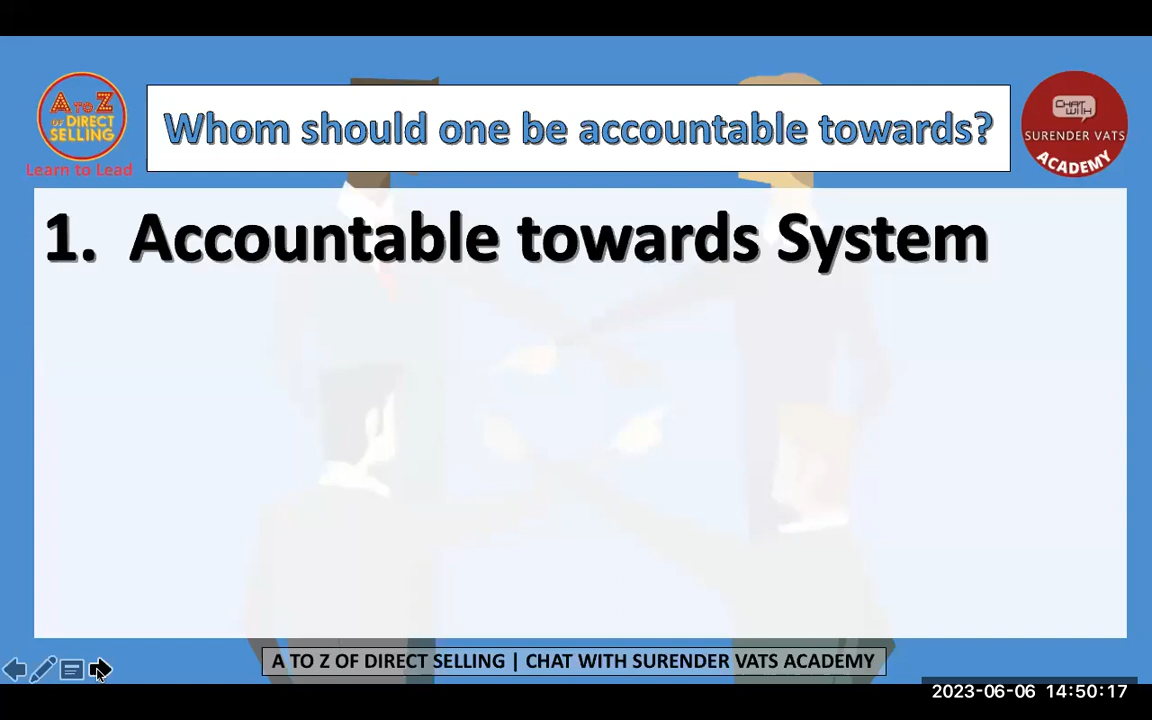 A TO Z
OF DIRECT
SELLING
Learn to Lead
Whom should one be accountable towards?
CHAT
WITH
SURENDER VATS
ACADEMY
1. Accountable towards System
A TO Z OF DIRECT SELLING | CHAT WITH SURENDER VATS ACADEMY
2023-06-06 14:50:17